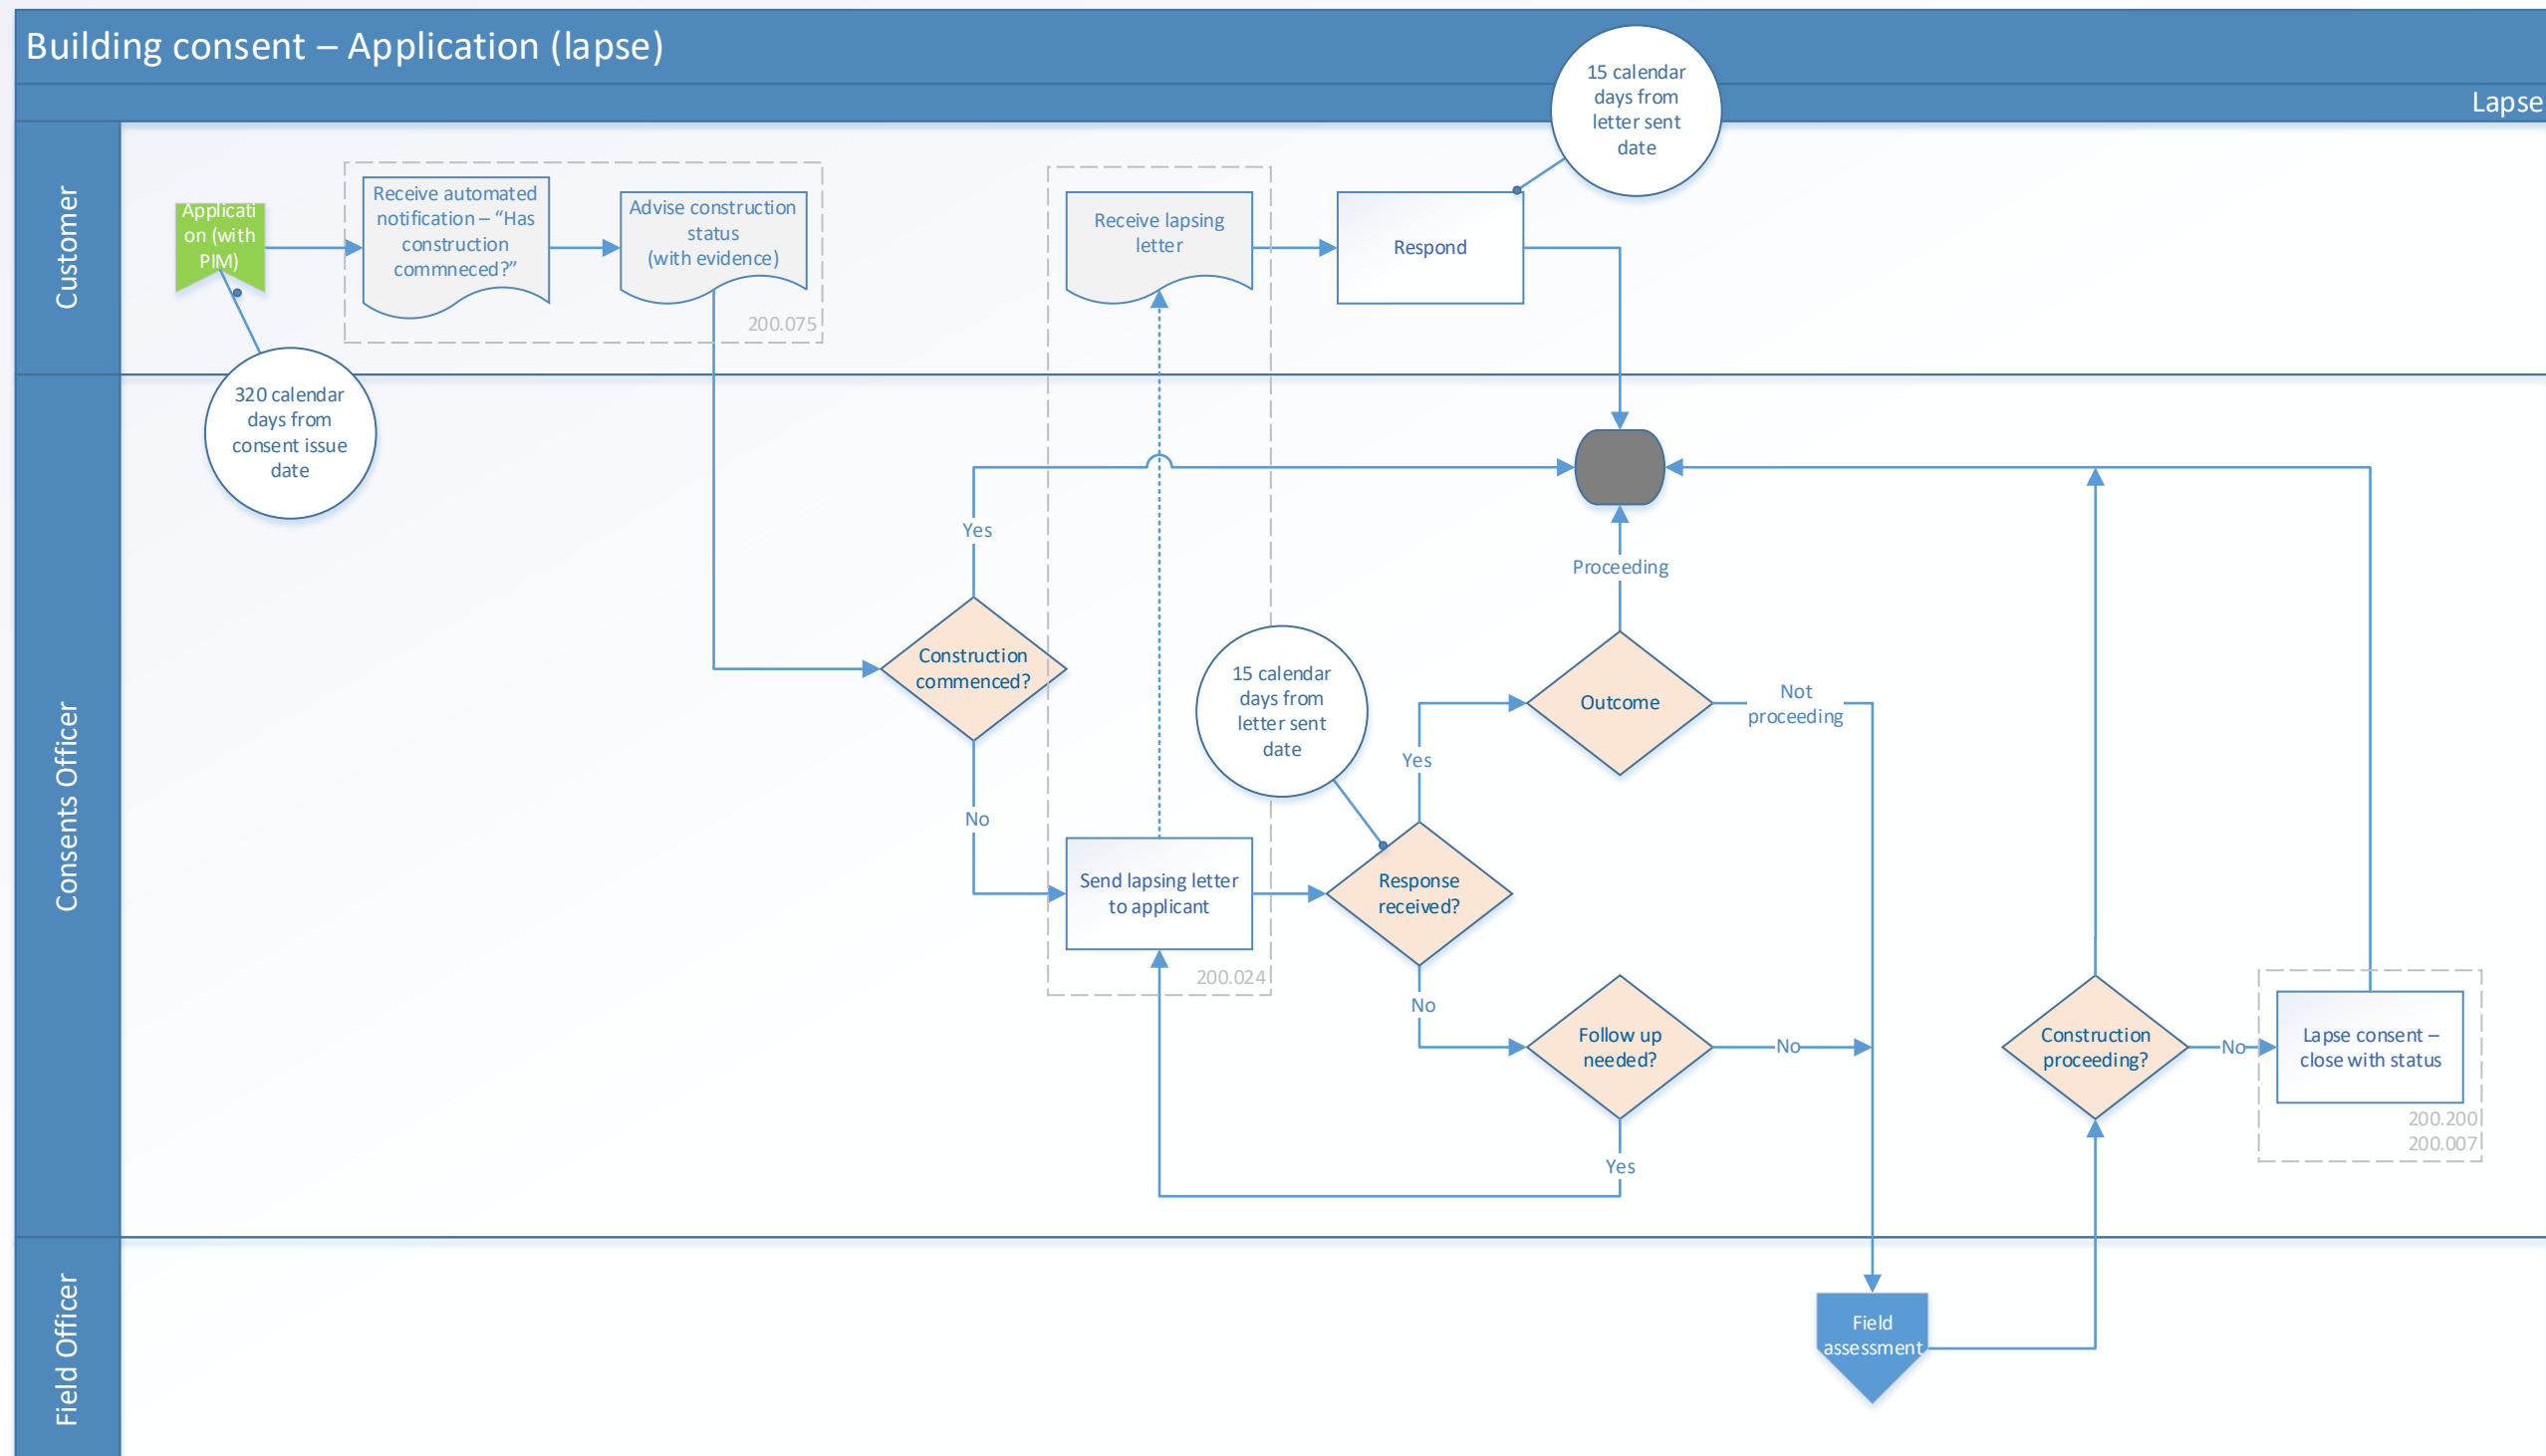 Building consent – Application (lapse)
Lapse
15 calendar
days from
letter sent
date
Customer
Applicati
on (with
PIM)
Receive automated
notification – “Has
construction
commneced?”
Advise construction
status
(with evidence)
200.075
Receive lapsing
letter
Respond
320 calendar
days from
consent issue
date
Consents Officer
Yes
Construction
commenced?
No
15 calendar
days from
letter sent
date
Proceeding
Outcome
Not
proceeding
Yes
Send lapsing letter
to applicant
200.024
Response
received?
No
Follow up
needed?
No
Yes
Construction
proceeding?
No
Lapse consent –
close with status
200.200
200.007
Field Officer
Field
assessment